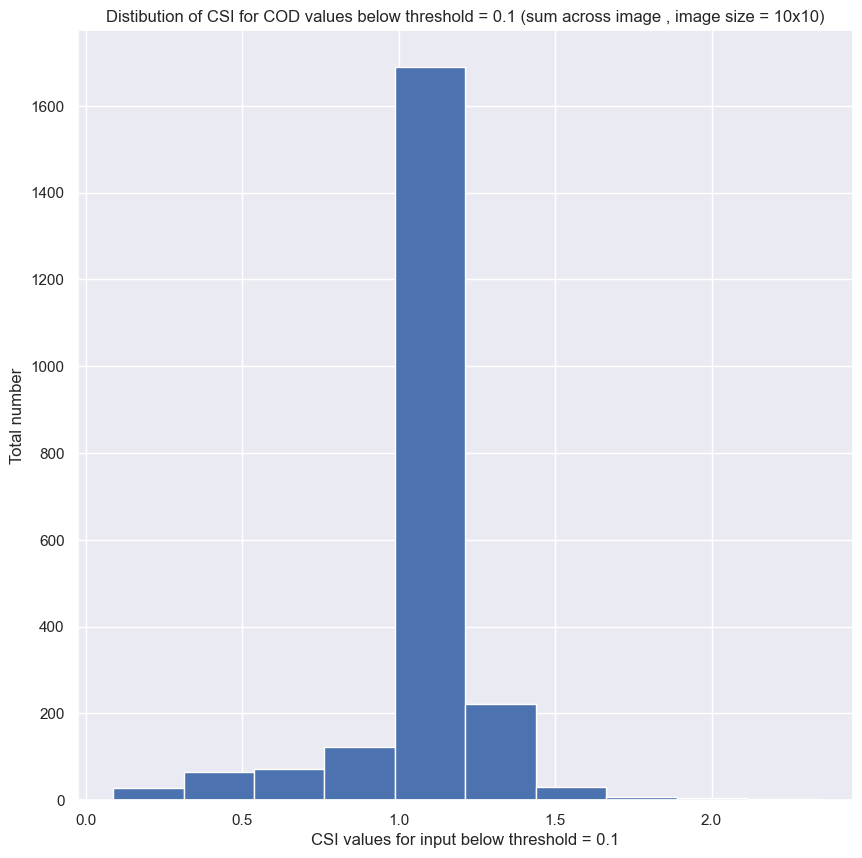 Distibution of CSI for COD values below threshold = 0.1 (sum across image , image size = 10x10)
Total number
1600
1400
1200
1000
800
600
400
200
0
0.0 0.5 1.0 1.5 2.0
CSI values for input below threshold = 0.1